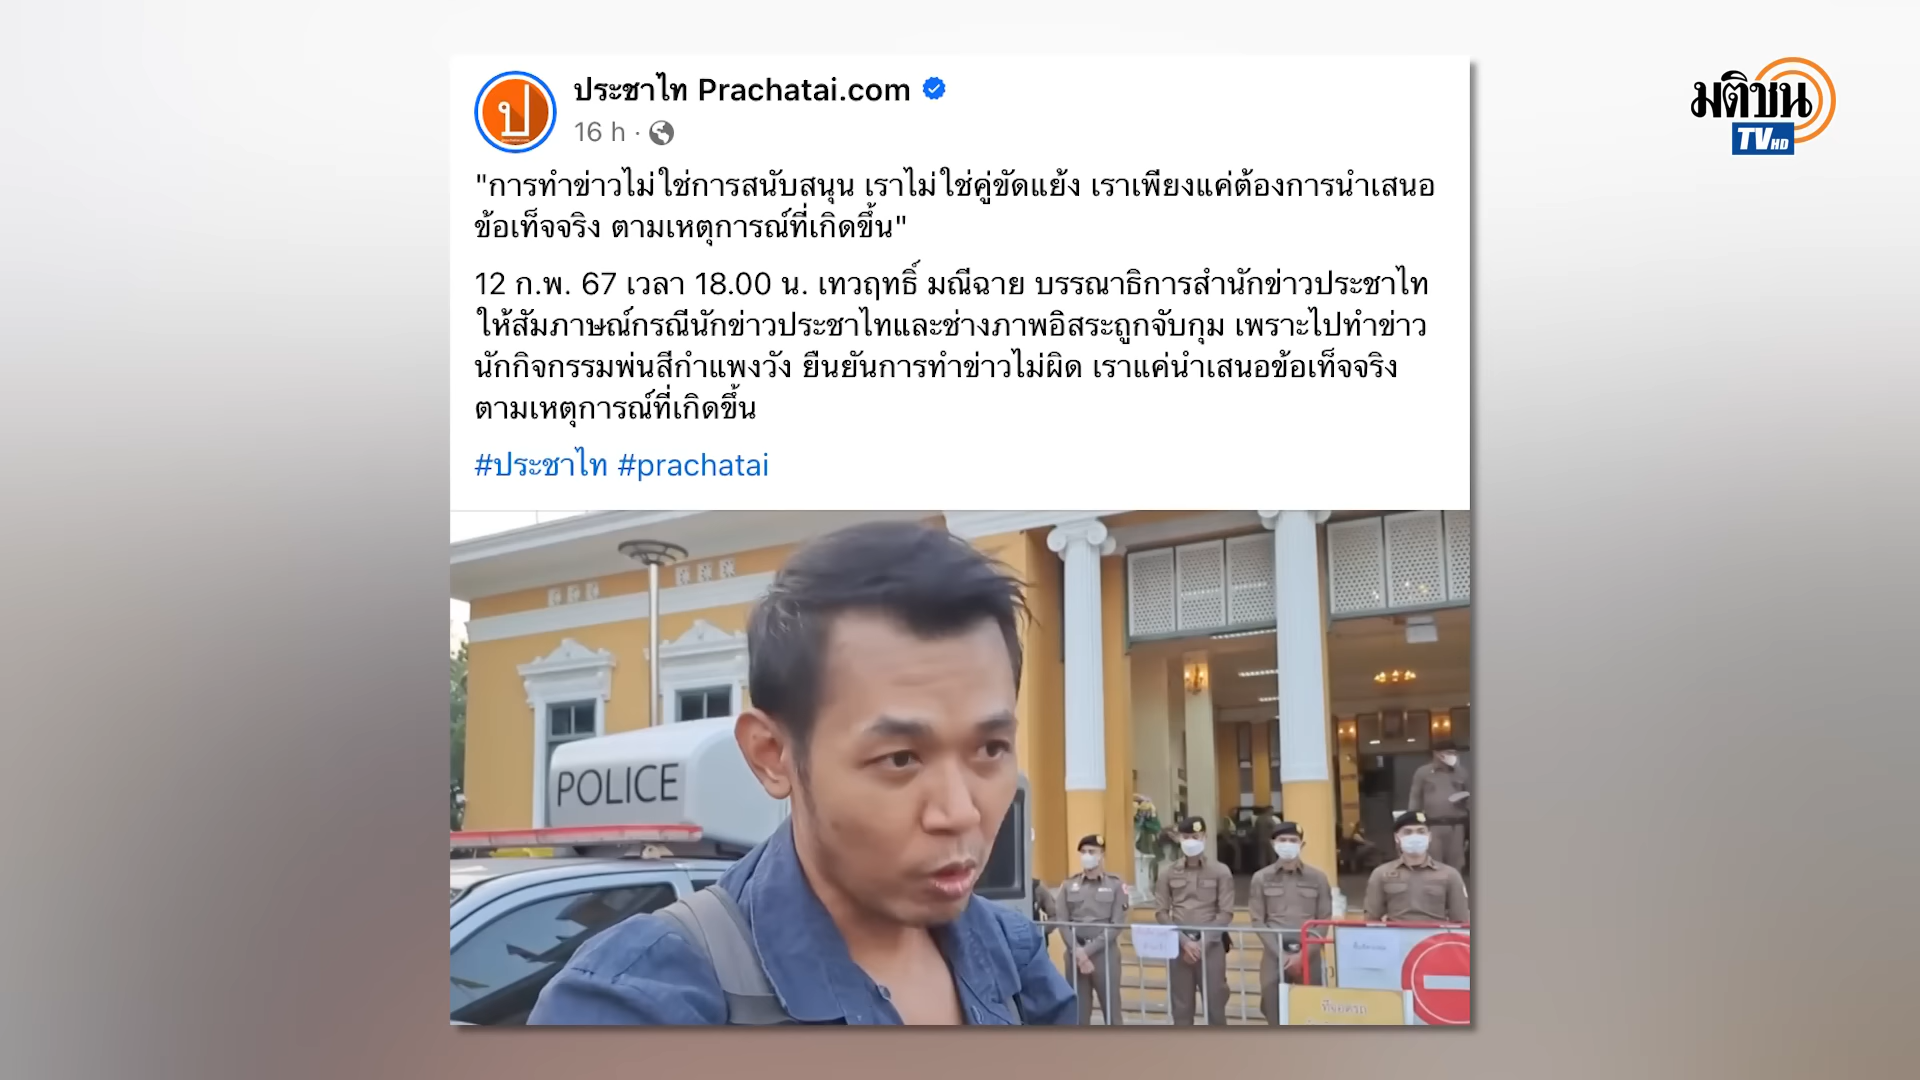 ประชาไท Prachatai.com
16 h ·
"การทำข่าวไม่ใช่การสนับสนุน เราไม่ใช่คู่ขัดแย้ง เราเพียงแค่ต้องการนำเสนอ
ข้อเท็จจริง ตามเหตุการณ์ที่เกิดขึ้น"
12 ก.พ. 67 เวลา 18.00 น. เทวฤทธิ์ มณีฉาย บรรณาธิการสำนักข่าวประชาไท
ให้สัมภาษณ์กรณีนักข่าวประชาไทและช่างภาพอิสระถูกจับกุม เพราะไปทำข่าว
นักกิจกรรมพ่นสีกำแพงวัง ยืนยันการทำข่าวไม่ผิด เราแค่นำเสนอข้อเท็จจริง
ตามเหตุการณ์ที่เกิดขึ้น
#ประชาไท #prachatai
ป
มติชน
TV HD
POLICE
ที่จอดรถ